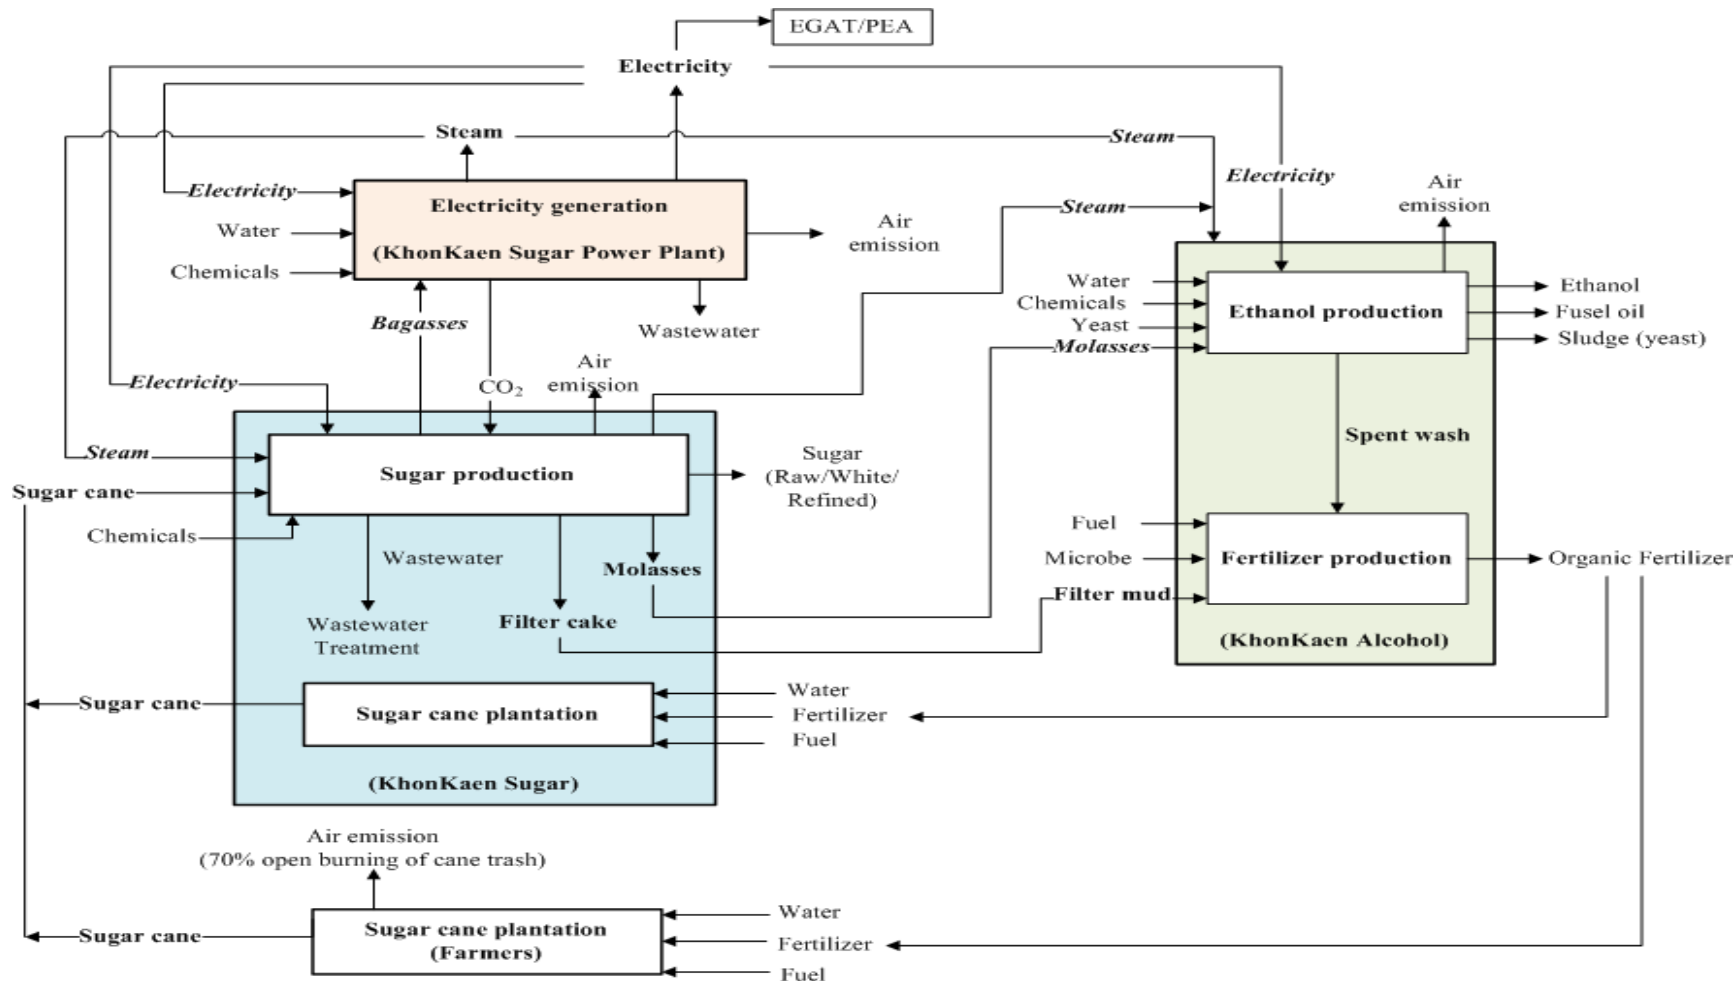 EGAT/PEA
Electricity
Steam
Steam
Electricity
Electricity
Air
emission
Electricity generation
(KhonKaen Sugar Power Plant)
Steam
Water
Air
emission
Chemicals
Water
Ethanol
Chemicals
Ethanol production
Fusel oil
Bagasses
Wastewater
Yeast
Sludge (yeast)
Molasses
Electricity
CO₂
Air
emission
Spent wash
Steam
Sugar production
Sugar
(Raw/White/
Refined)
Sugar cane
Chemicals
Fuel
Wastewater
Microbe
Fertilizer production
Organic Fertilizer
Molasses
Filter mud
Wastewater
Treatment
Filter cake
(KhonKaen Alcohol)
Sugar cane
Sugar cane plantation
Water
Fertilizer
Fuel
(KhonKaen Sugar)
Air emission
(70% open burning of cane trash)
Sugar cane
Sugar cane plantation
(Farmers)
Water
Fertilizer
Fuel